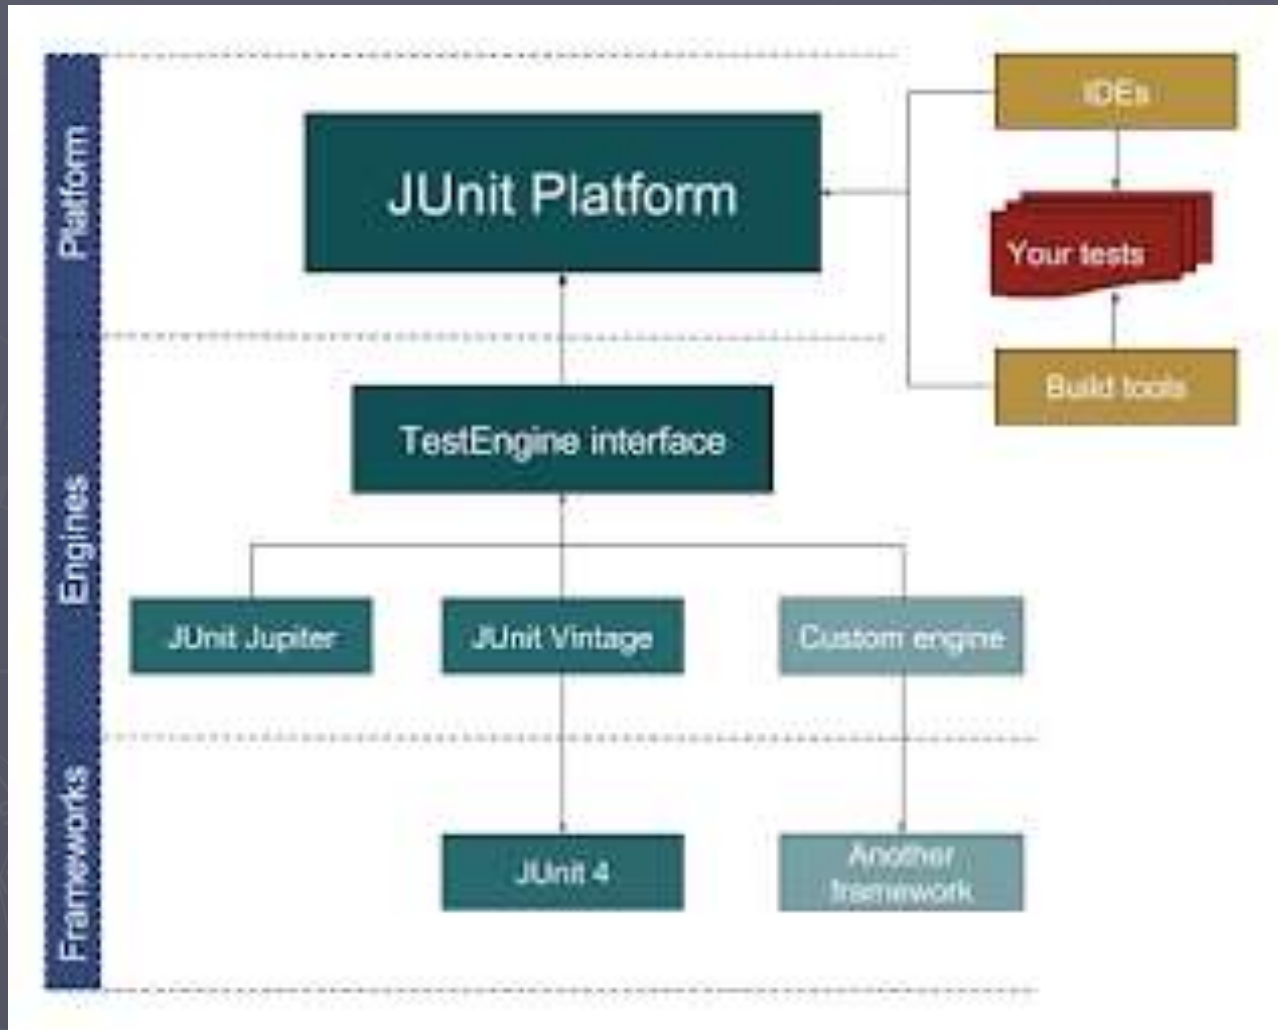 Platform
JUnit Platform
IDEs
Your tests
Build tools
Engines
TestEngine interface
JUnit Jupiter
JUnit Vintage
Custom engine
Frameworks
JUnit 4
Another
framework